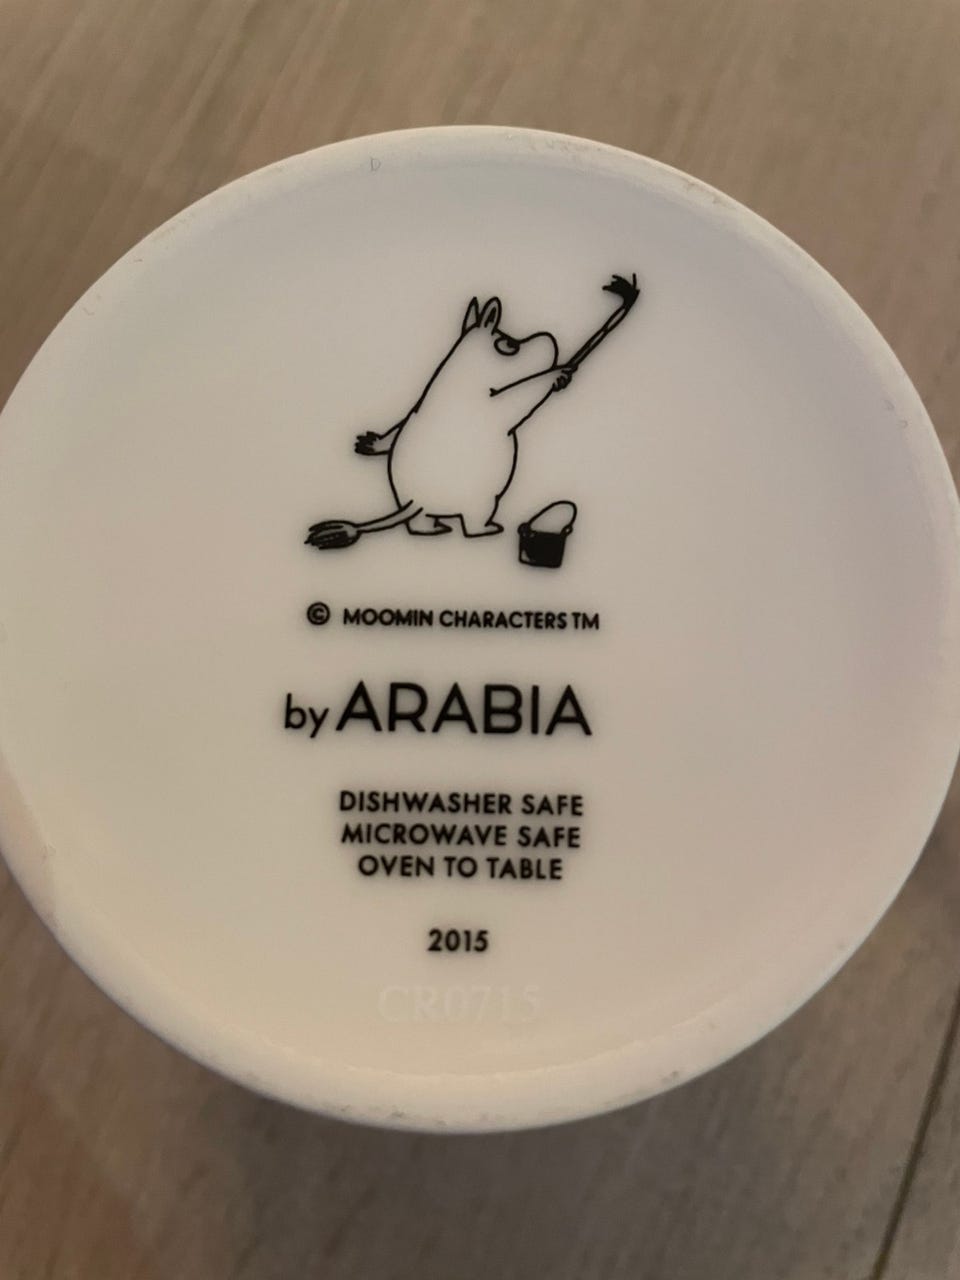 © MOOMIN CHARACTERS TM
by ARABIA
DISHWASHER SAFE
MICROWAVE SAFE
OVEN TO TABLE
2015
CR0715